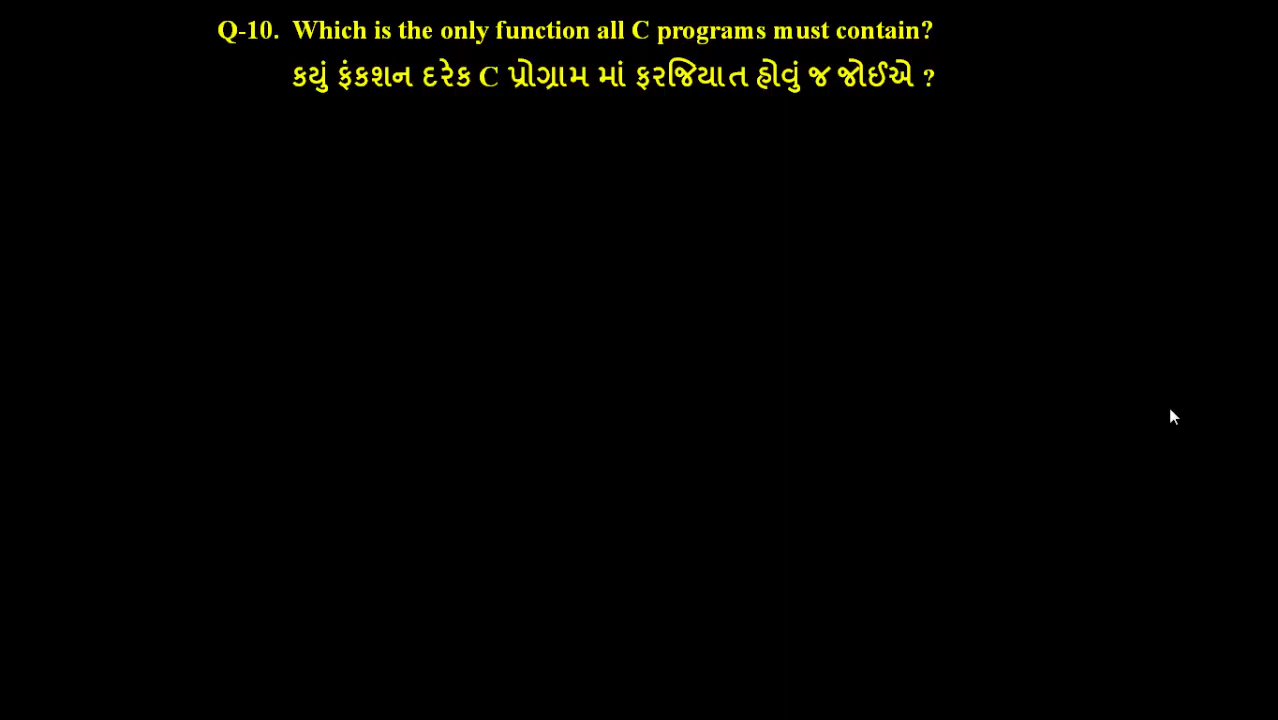 Q-10. Which is the only function all C programs must contain?
કયું ફંકશન દરેક C પ્રોગ્રામ માં ફરજિયાત હોવું જ જોઈએ ?